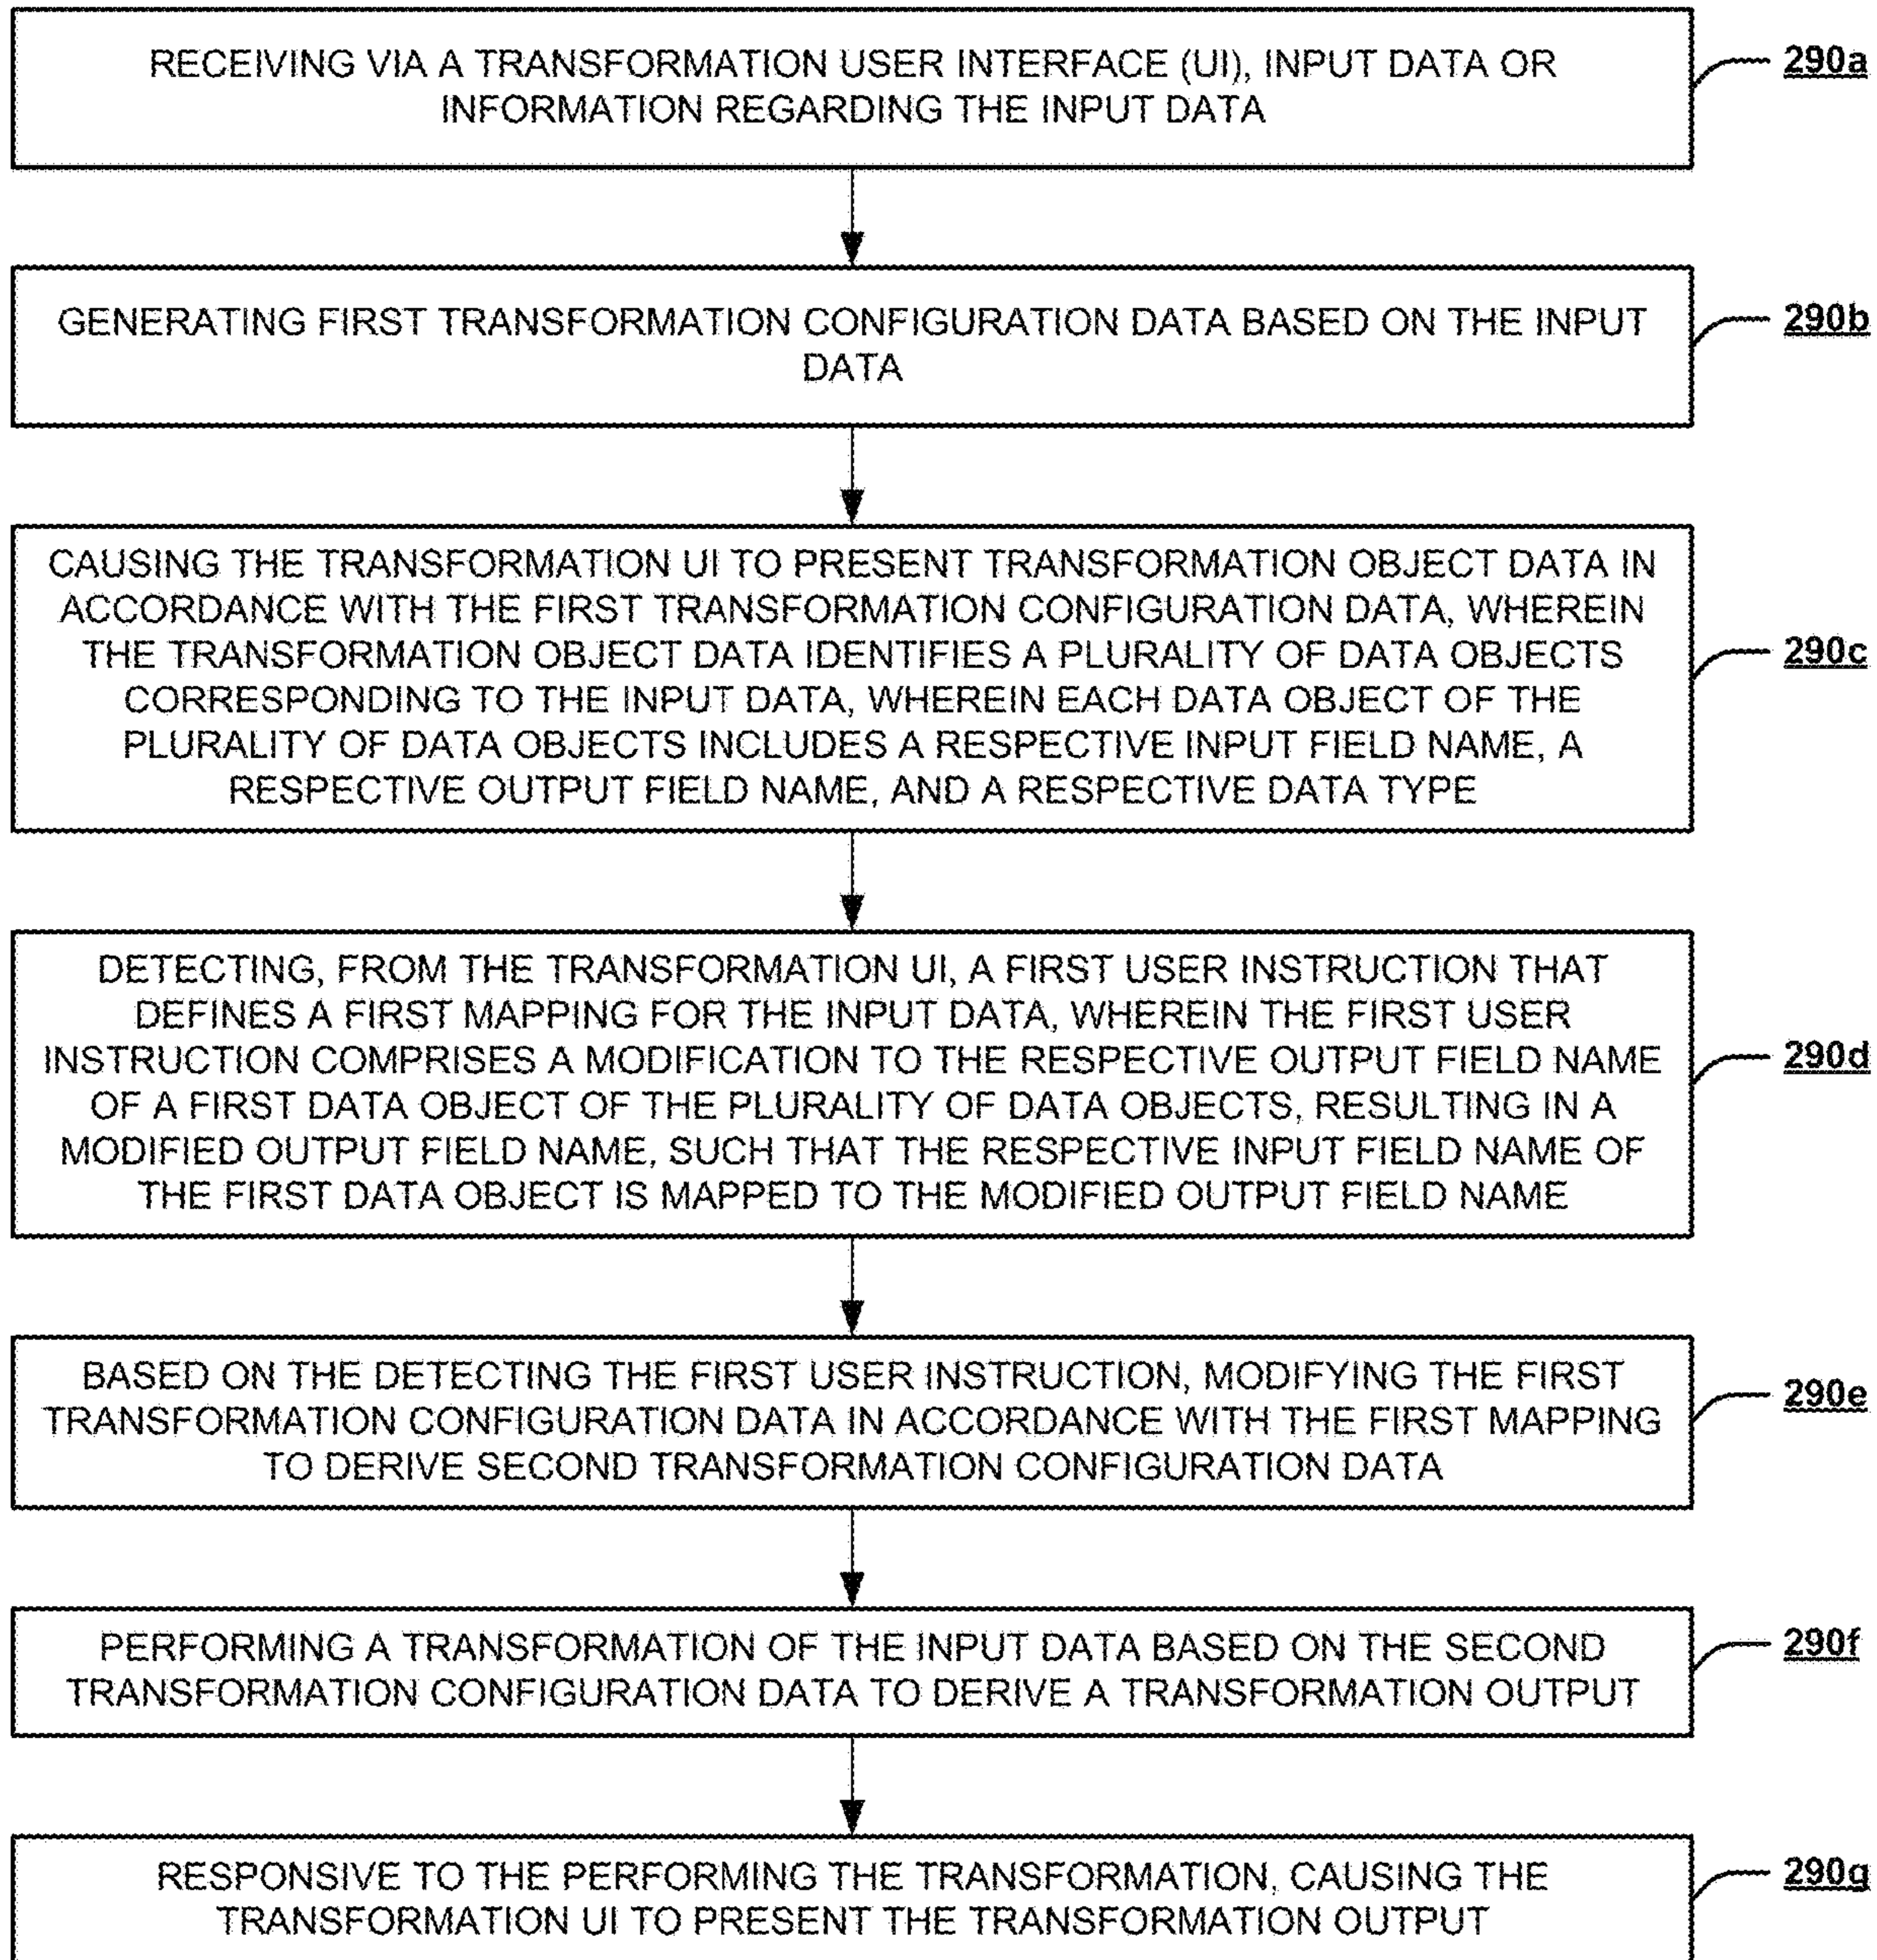 RECEIVING VIA A TRANSFORMATION USER INTERFACE (UI), INPUT DATA OR
INFORMATION REGARDING THE INPUT DATA
290a
GENERATING FIRST TRANSFORMATION CONFIGURATION DATA BASED ON THE INPUT
DATA
290b
CAUSING THE TRANSFORMATION UI TO PRESENT TRANSFORMATION OBJECT DATA IN
ACCORDANCE WITH THE FIRST TRANSFORMATION CONFIGURATION DATA, WHEREIN
THE TRANSFORMATION OBJECT DATA IDENTIFIES A PLURALITY OF DATA OBJECTS
CORRESPONDING TO THE INPUT DATA, WHEREIN EACH DATA OBJECT OF THE
PLURALITY OF DATA OBJECTS INCLUDES A RESPECTIVE INPUT FIELD NAME, A
RESPECTIVE OUTPUT FIELD NAME, AND A RESPECTIVE DATA TYPE
290c
DETECTING, FROM THE TRANSFORMATION UI, A FIRST USER INSTRUCTION THAT
DEFINES A FIRST MAPPING FOR THE INPUT DATA, WHEREIN THE FIRST USER
INSTRUCTION COMPRISES A MODIFICATION TO THE RESPECTIVE OUTPUT FIELD NAME
OF A FIRST DATA OBJECT OF THE PLURALITY OF DATA OBJECTS, RESULTING IN A
MODIFIED OUTPUT FIELD NAME, SUCH THAT THE RESPECTIVE INPUT FIELD NAME OF
THE FIRST DATA OBJECT IS MAPPED TO THE MODIFIED OUTPUT FIELD NAME
290d
BASED ON THE DETECTING THE FIRST USER INSTRUCTION, MODIFYING THE FIRST
TRANSFORMATION CONFIGURATION DATA IN ACCORDANCE WITH THE FIRST MAPPING
TO DERIVE SECOND TRANSFORMATION CONFIGURATION DATA
290e
PERFORMING A TRANSFORMATION OF THE INPUT DATA BASED ON THE SECOND
TRANSFORMATION CONFIGURATION DATA TO DERIVE A TRANSFORMATION OUTPUT
290f
RESPONSIVE TO THE PERFORMING THE TRANSFORMATION, CAUSING THE
TRANSFORMATION UI TO PRESENT THE TRANSFORMATION OUTPUT
290g